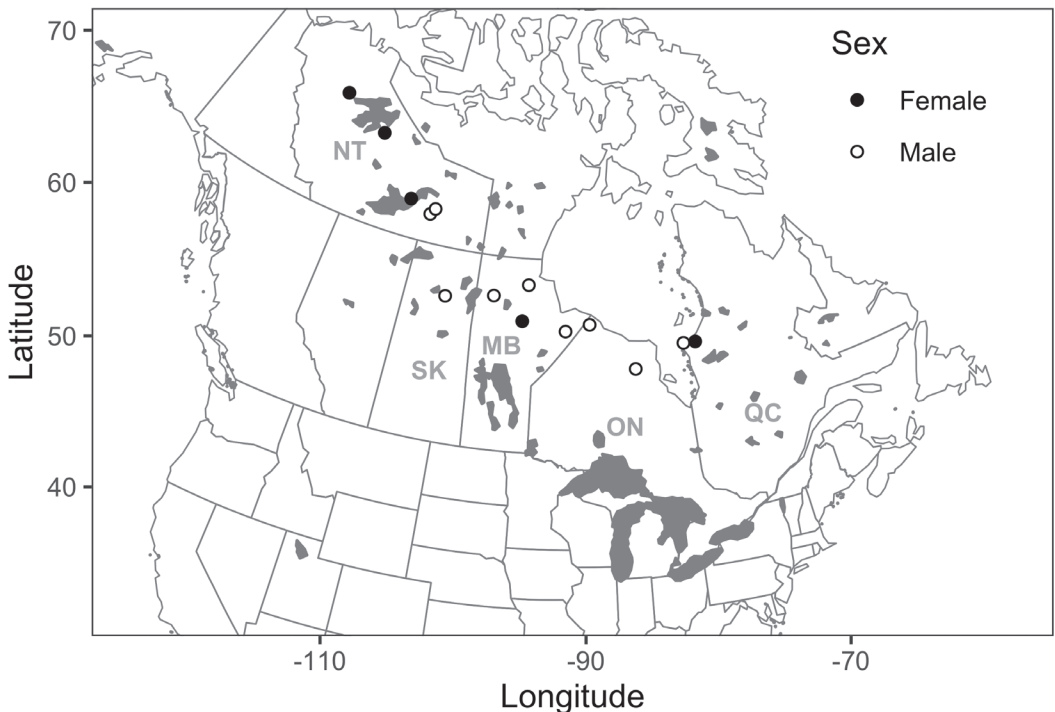 70
60
50
40
Latitude
Sex
Female
Male
NT
SK
MB
ON
QC
-110
-90
-70
Longitude